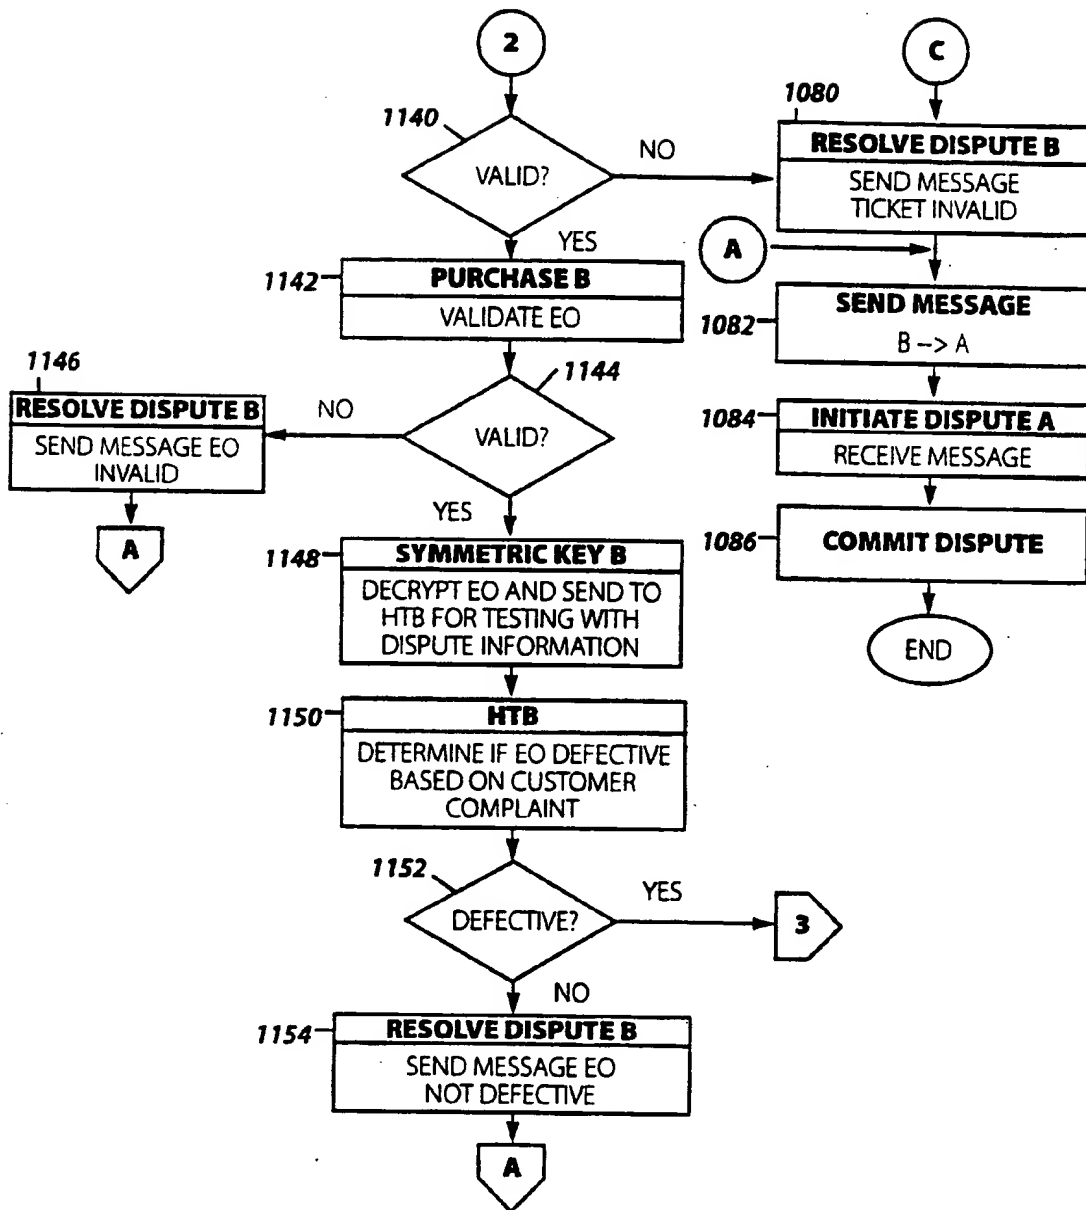 2
1140
VALID?
NO
YES
1142
PURCHASE B
VALIDATE EO
1144
VALID?
NO
1146
RESOLVE DISPUTE B
SEND MESSAGE EO
INVALID
A
YES
1148
SYMMETRIC KEY B
DECRYPT EO AND SEND TO
HTB FOR TESTING WITH
DISPUTE INFORMATION
1150
HTB
DETERMINE IF EO DEFECTIVE
BASED ON CUSTOMER
COMPLAINT
1152
DEFECTIVE?
YES
3
NO
1154
RESOLVE DISPUTE B
SEND MESSAGE EO
NOT DEFECTIVE
A
C
1080
RESOLVE DISPUTE B
SEND MESSAGE
TICKET INVALID
A
1082
SEND MESSAGE
B --> A
1084
INITIATE DISPUTE A
RECEIVE MESSAGE
1086
COMMIT DISPUTE
END